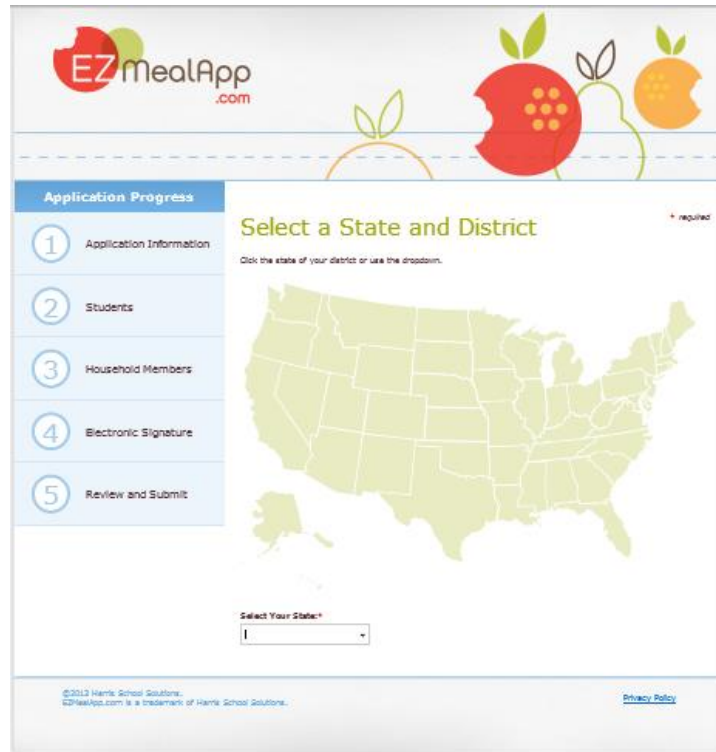 EZ MealApp
.com
Application Progress
1 Application Information
2 Students
3 Household Members
4 Electronic Signature
5 Review and Submit
Select a State and District
* required
Click the state of your district or use the dropdown.
Select Your State:*
©2013 Harris School Solutions.
EZMealApp.com is a trademark of Harris School Solutions.
Privacy Policy